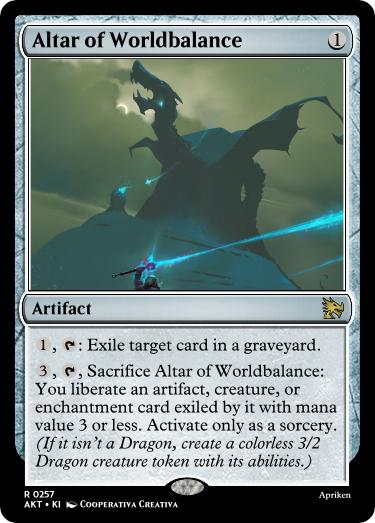 Altar of Worldbalance 1
Artifact
1 , T: Exile target card in a graveyard.
3 , T, Sacrifice Altar of Worldbalance:
You liberate an artifact, creature, or
enchantment card exiled by it with mana
value 3 or less. Activate only as a sorcery.
(If it isn't a Dragon, create a colorless 3/2
Dragon creature token with its abilities.)
R 0257
AKT • KI Cooperativa Creativa
Apriken